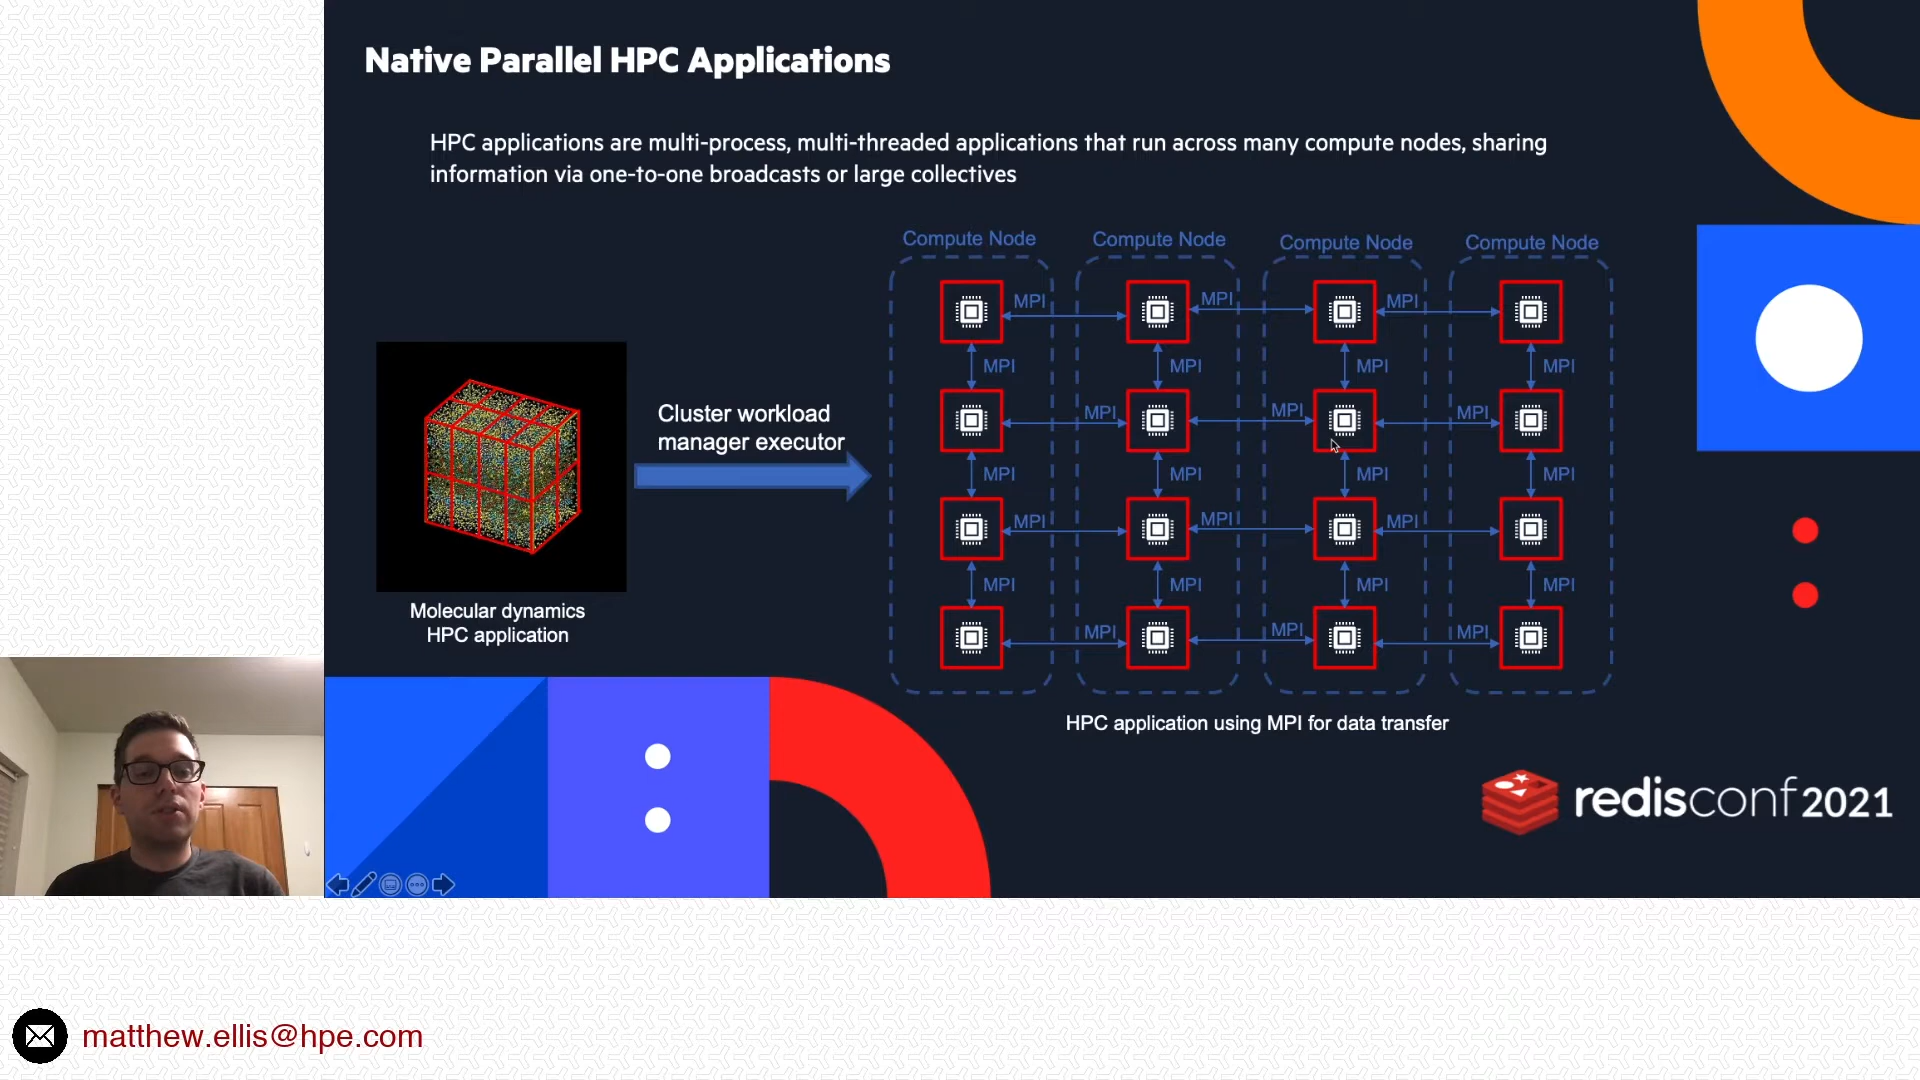 Native Parallel HPC Applications
HPC applications are multi-process, multi-threaded applications that run across many compute nodes, sharing
information via one-to-one broadcasts or large collectives
Compute Node Compute Node Compute Node Compute Node
MPI MPI MPI
MPI MPI MPI MPI
Cluster workload
manager executor
MPI MPI MPI
MPI MPI MPI MPI
MPI MPI MPI
MPI MPI MPI MPI
Molecular dynamics
HPC application
MPI MPI MPI
HPC application using MPI for data transfer
redisconf 2021
matthew.ellis@hpe.com